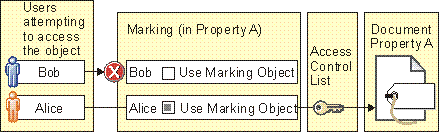 Users
attempting
to access
the object
Marking (in Property A)
Access
Control
List
Document
Property A
Bob
Bob Use Marking Object
Alice
Alice Use Marking Object